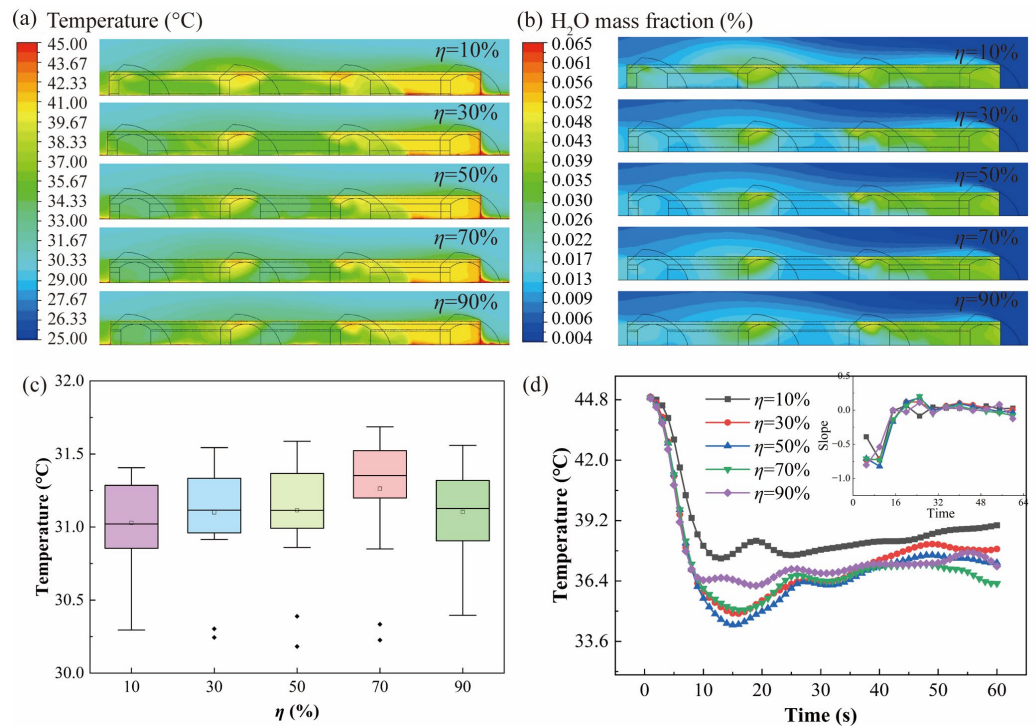 (a) Temperature (°C)
45.00
43.67
42.33
41.00
39.67
38.33
37.00
35.67
34.33
33.00
31.67
30.33
29.00
27.67
26.33
25.00
η=10%
η=30%
η=50%
η=70%
η=90%
(b) H₂O mass fraction (%)
0.065
0.061
0.056
0.052
0.048
0.043
0.039
0.035
0.030
0.026
0.022
0.017
0.013
0.009
0.004
η=10%
η=30%
η=50%
η=70%
η=90%
(c)
Temperature (°C)
32.0
31.5
31.0
30.5
30.0
10 30 50 70 90
η (%)
(d)
Temperature (°C)
44.8
42.0
39.2
36.4
33.6
0 10 20 30 40 50 60
Time (s)
η=10%
η=30%
η=50%
η=70%
η=90%
Slope
0.5
0.0
−0.5
−1.0
0 16 32 48 64
Time